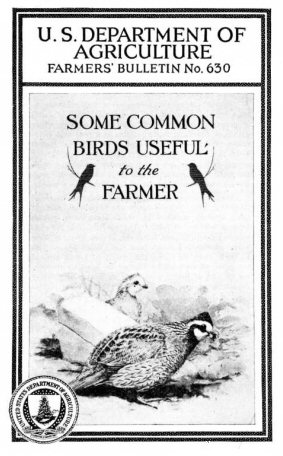 U. S. DEPARTMENT OF
AGRICULTURE
FARMERS' BULLETIN No. 630
SOME COMMON
BIRDS USEFUL
to the
FARMER
UNITED STATES DEPARTMENT OF AGRICULTURE